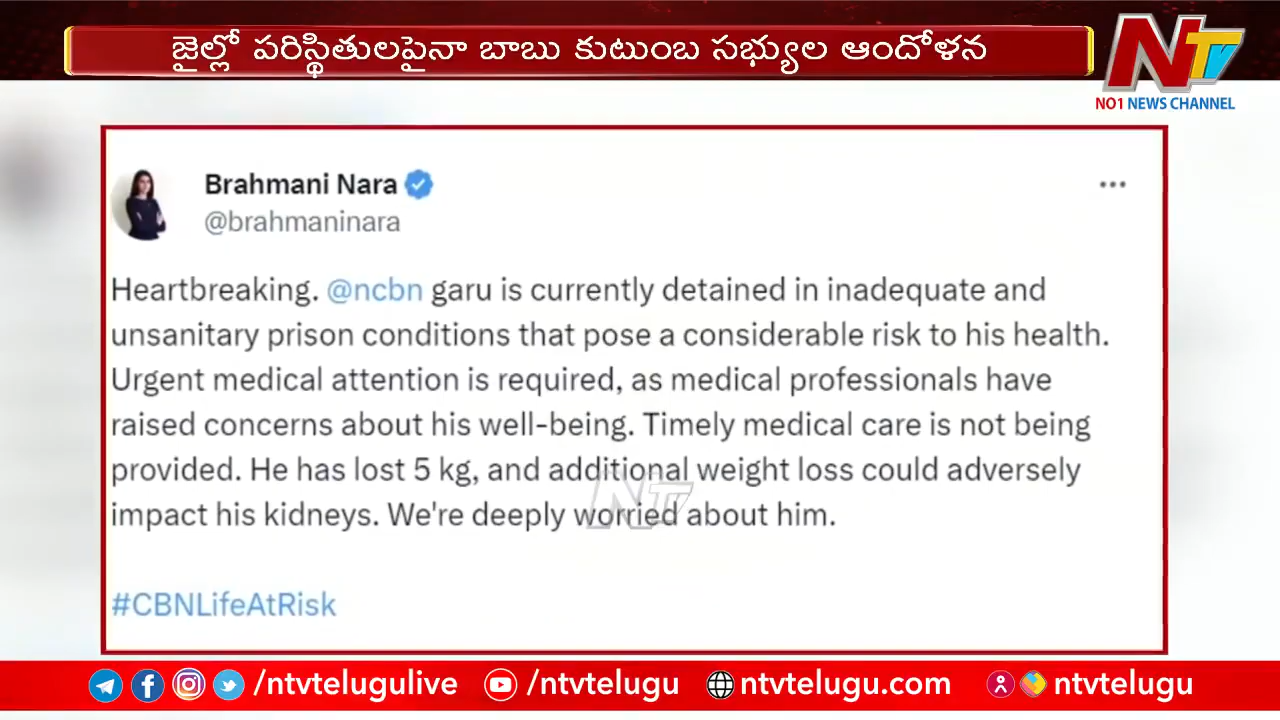 జైల్లో పరిస్థితులపైనా బాబు కుటుంబ సభ్యుల ఆందోళన
NTV
NO1 NEWS CHANNEL
Brahmani Nara
@brahmaninara
Heartbreaking. @ncbn garu is currently detained in inadequate and
unsanitary prison conditions that pose a considerable risk to his health.
Urgent medical attention is required, as medical professionals have
raised concerns about his well-being. Timely medical care is not being
provided. He has lost 5 kg, and additional weight loss could adversely
impact his kidneys. We're deeply worried about him.
NTV
#CBNLifeAtRisk
/ntvtelugulive /ntvtelugu ntvtelugu.com ntvtelugu